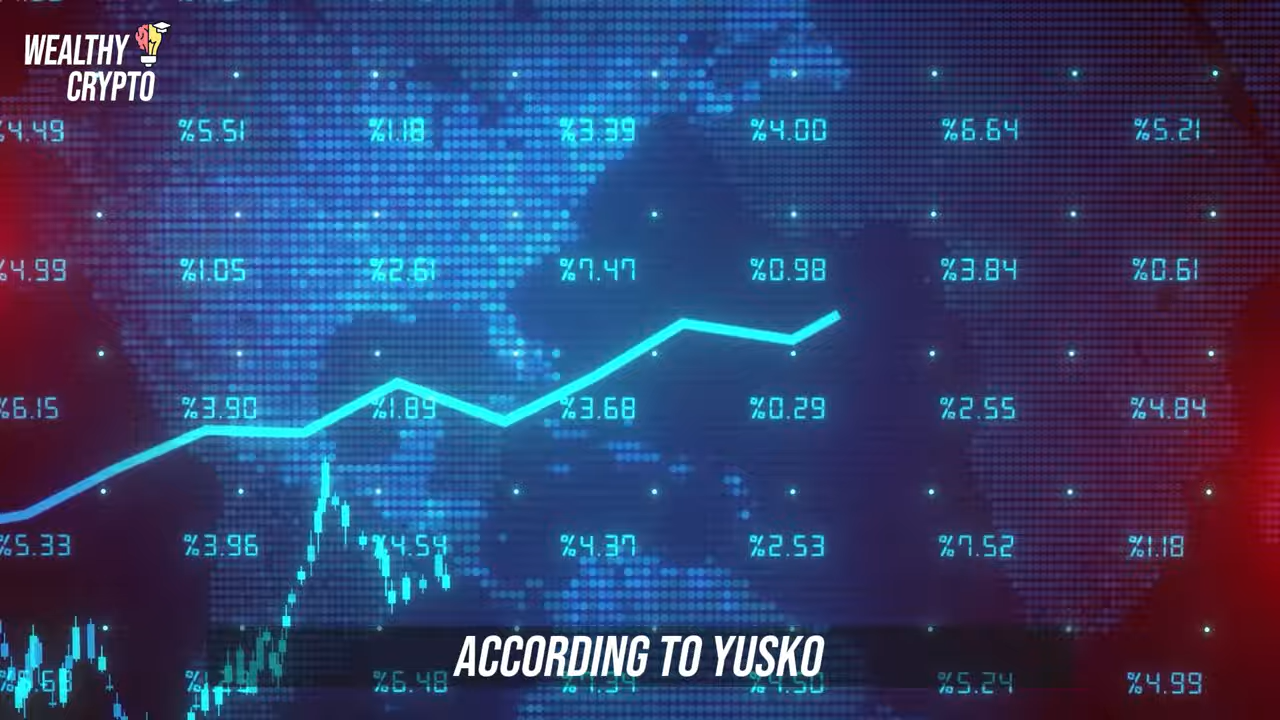 WEALTHY
CRYPTO
%4.49 %5.51 %1.18 %3.39 %4.00 %6.64 %5.21
%4.99 %1.05 %2.61 %7.47 %0.98 %3.84 %0.61
%6.15 %3.90 %1.89 %3.68 %0.29 %2.55 %4.84
%5.33 %3.96 %4.54 %4.37 %2.53 %7.52 %1.18
ACCORDING TO YUSKO
%6.48 %4.50 %5.24 %4.99